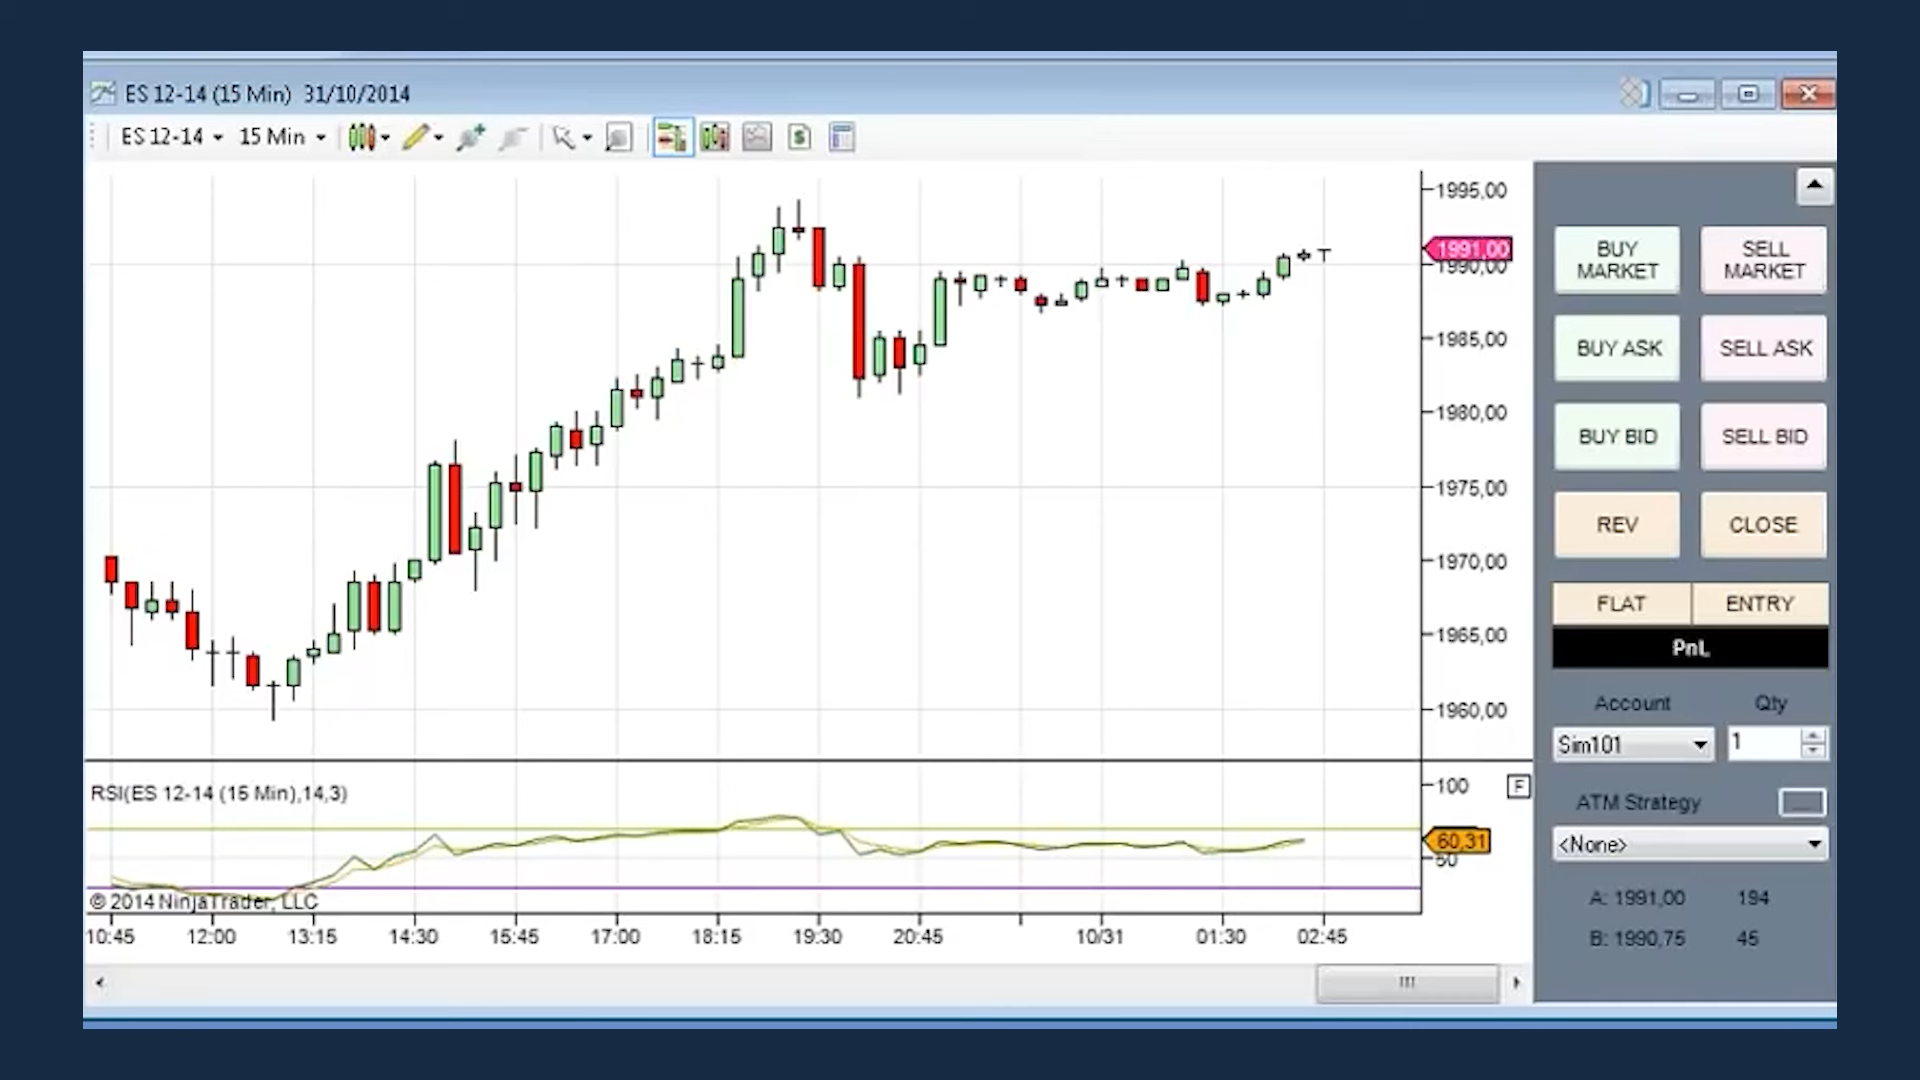 ES 12-14 (15 Min) 31/10/2014
ES 12-14 15 Min
1995,00
1991,00
1990,00
1985,00
1980,00
1975,00
1970,00
1965,00
1960,00
RSI(ES 12-14 (15 Min),14,3)
100
F
60,31
50
© 2014 NinjaTrader, LLC
10:45 12:00 13:15 14:30 15:45 17:00 18:15 19:30 20:45 10/31 01:30 02:45
BUY MARKET
SELL MARKET
BUY ASK SELL ASK
BUY BID SELL BID
REV CLOSE
FLAT ENTRY
PnL
Account Qty
Sim101 1
ATM Strategy
<None>
A: 1991,00 194
B: 1990,75 45